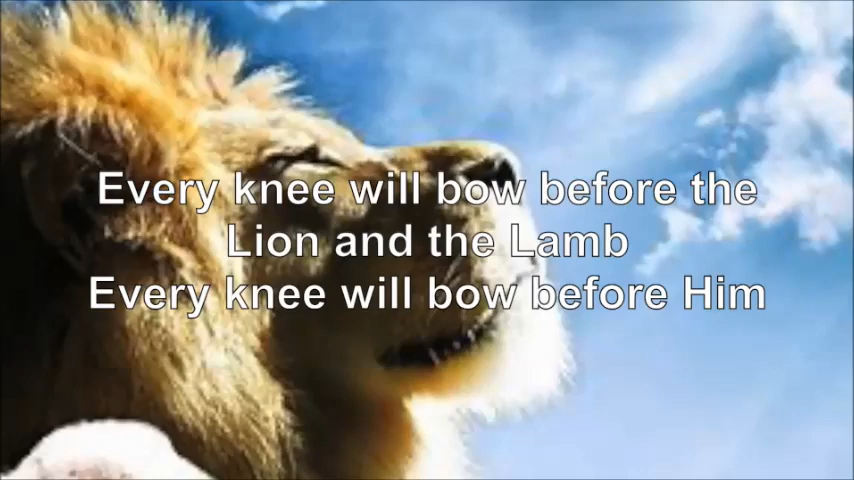 Every knee will bow before the
Lion and the Lamb
Every knee will bow before Him